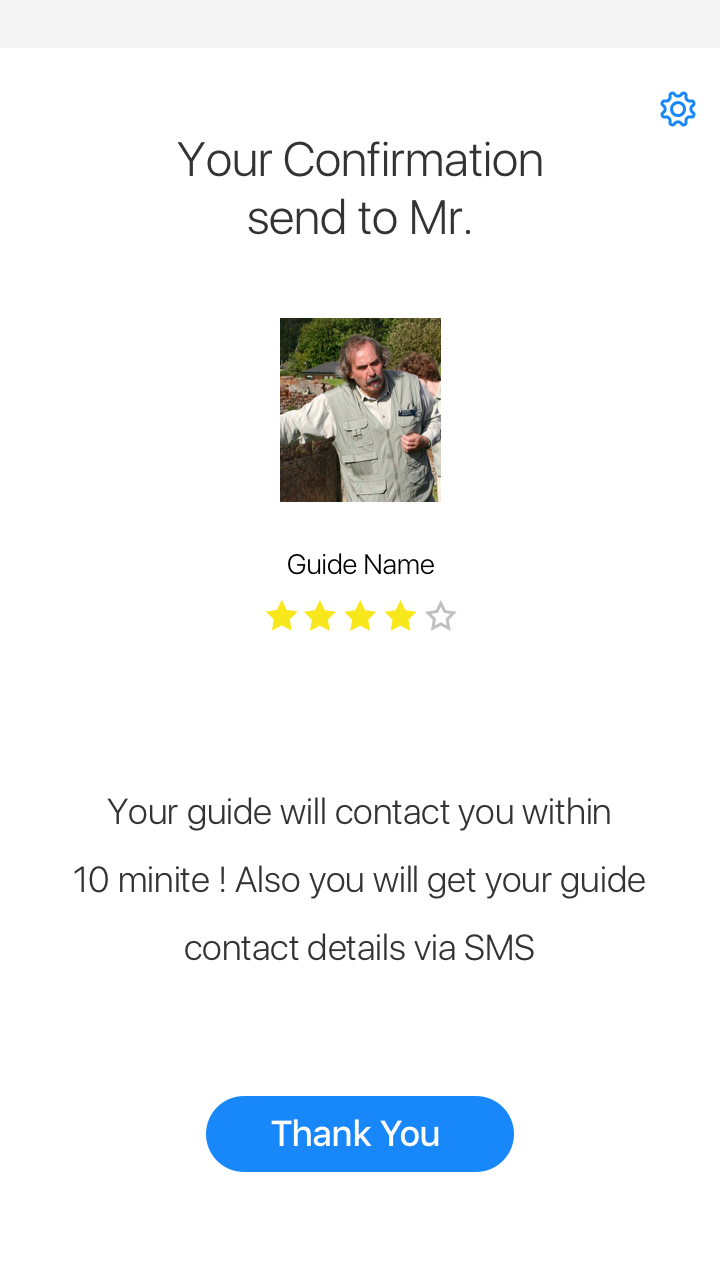 Your Confirmation
send to Mr.
Guide Name
Your guide will contact you within
10 minite ! Also you will get your guide
contact details via SMS
Thank You